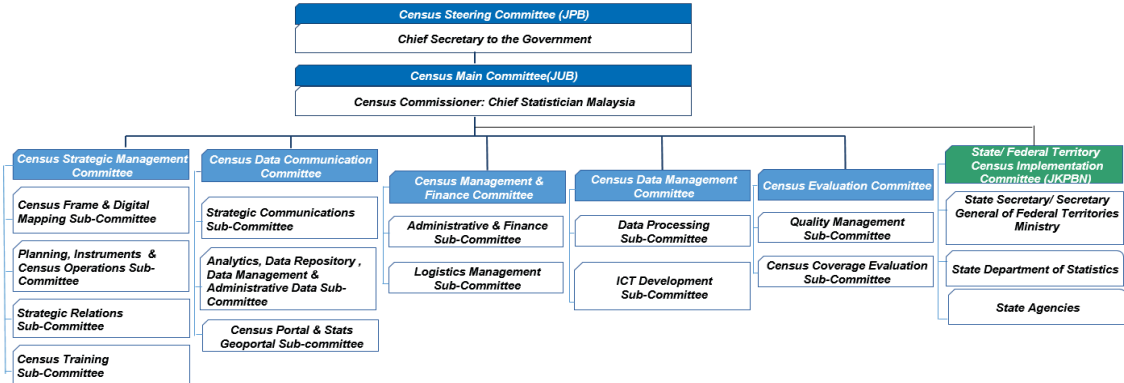 Census Steering Committee (JPB)
Chief Secretary to the Government
Census Main Committee(JUB)
Census Commissioner: Chief Statistician Malaysia
Census Strategic Management
Committee
Census Frame & Digital
Mapping Sub-Committee
Planning, Instruments &
Census Operations Sub-
Committee
Strategic Relations
Sub-Committee
Census Training
Sub-Committee
Census Data Communication
Committee
Strategic Communications
Sub-Committee
Analytics, Data Repository ,
Data Management &
Administrative Data Sub-
Committee
Census Portal & Stats
Geoportal Sub-committee
Census Management &
Finance Committee
Administrative & Finance
Sub-Committee
Logistics Management
Sub-Committee
Census Data Management
Committee
Data Processing
Sub-Committee
ICT Development
Sub-Committee
Census Evaluation Committee
Quality Management
Sub-Committee
Census Coverage Evaluation
Sub-Committee
State/ Federal Territory
Census Implementation
Committee (JKPBN)
State Secretary/ Secretary
General of Federal Territories
Ministry
State Department of Statistics
State Agencies